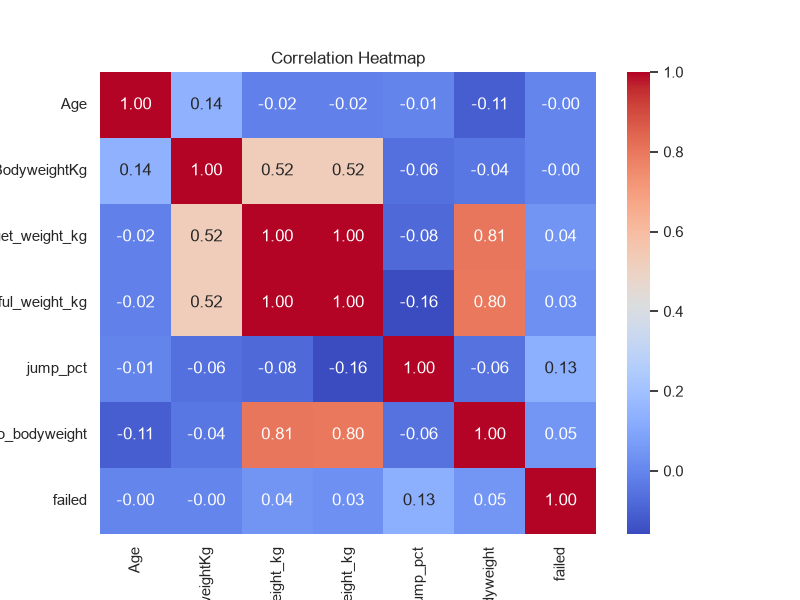 Correlation Heatmap
Age 1.00 0.14 -0.02 -0.02 -0.01 -0.11 -0.00
BodyweightKg 0.14 1.00 0.52 0.52 -0.06 -0.04 -0.00
et_weight_kg -0.02 0.52 1.00 1.00 -0.08 0.81 0.04
ful_weight_kg -0.02 0.52 1.00 1.00 -0.16 0.80 0.03
jump_pct -0.01 -0.06 -0.08 -0.16 1.00 -0.06 0.13
o_bodyweight -0.11 -0.04 0.81 0.80 -0.06 1.00 0.05
failed -0.00 -0.00 0.04 0.03 0.13 0.05 1.00
Age
weightKg
eight_kg
eight_kg
ump_pct
dyweight
failed
1.0
0.8
0.6
0.4
0.2
0.0